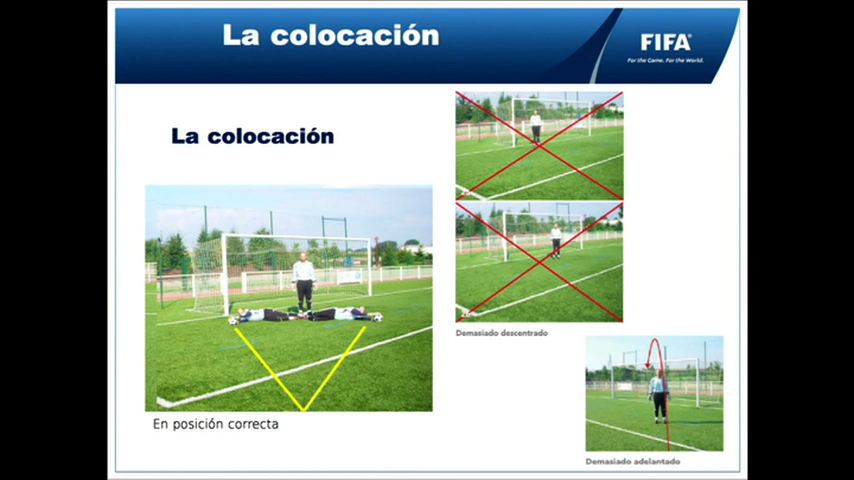 La colocación
FIFA®
For the Game. For the World.
La colocación
Demasiado descentrado
En posición correcta
Demasiado adelantado